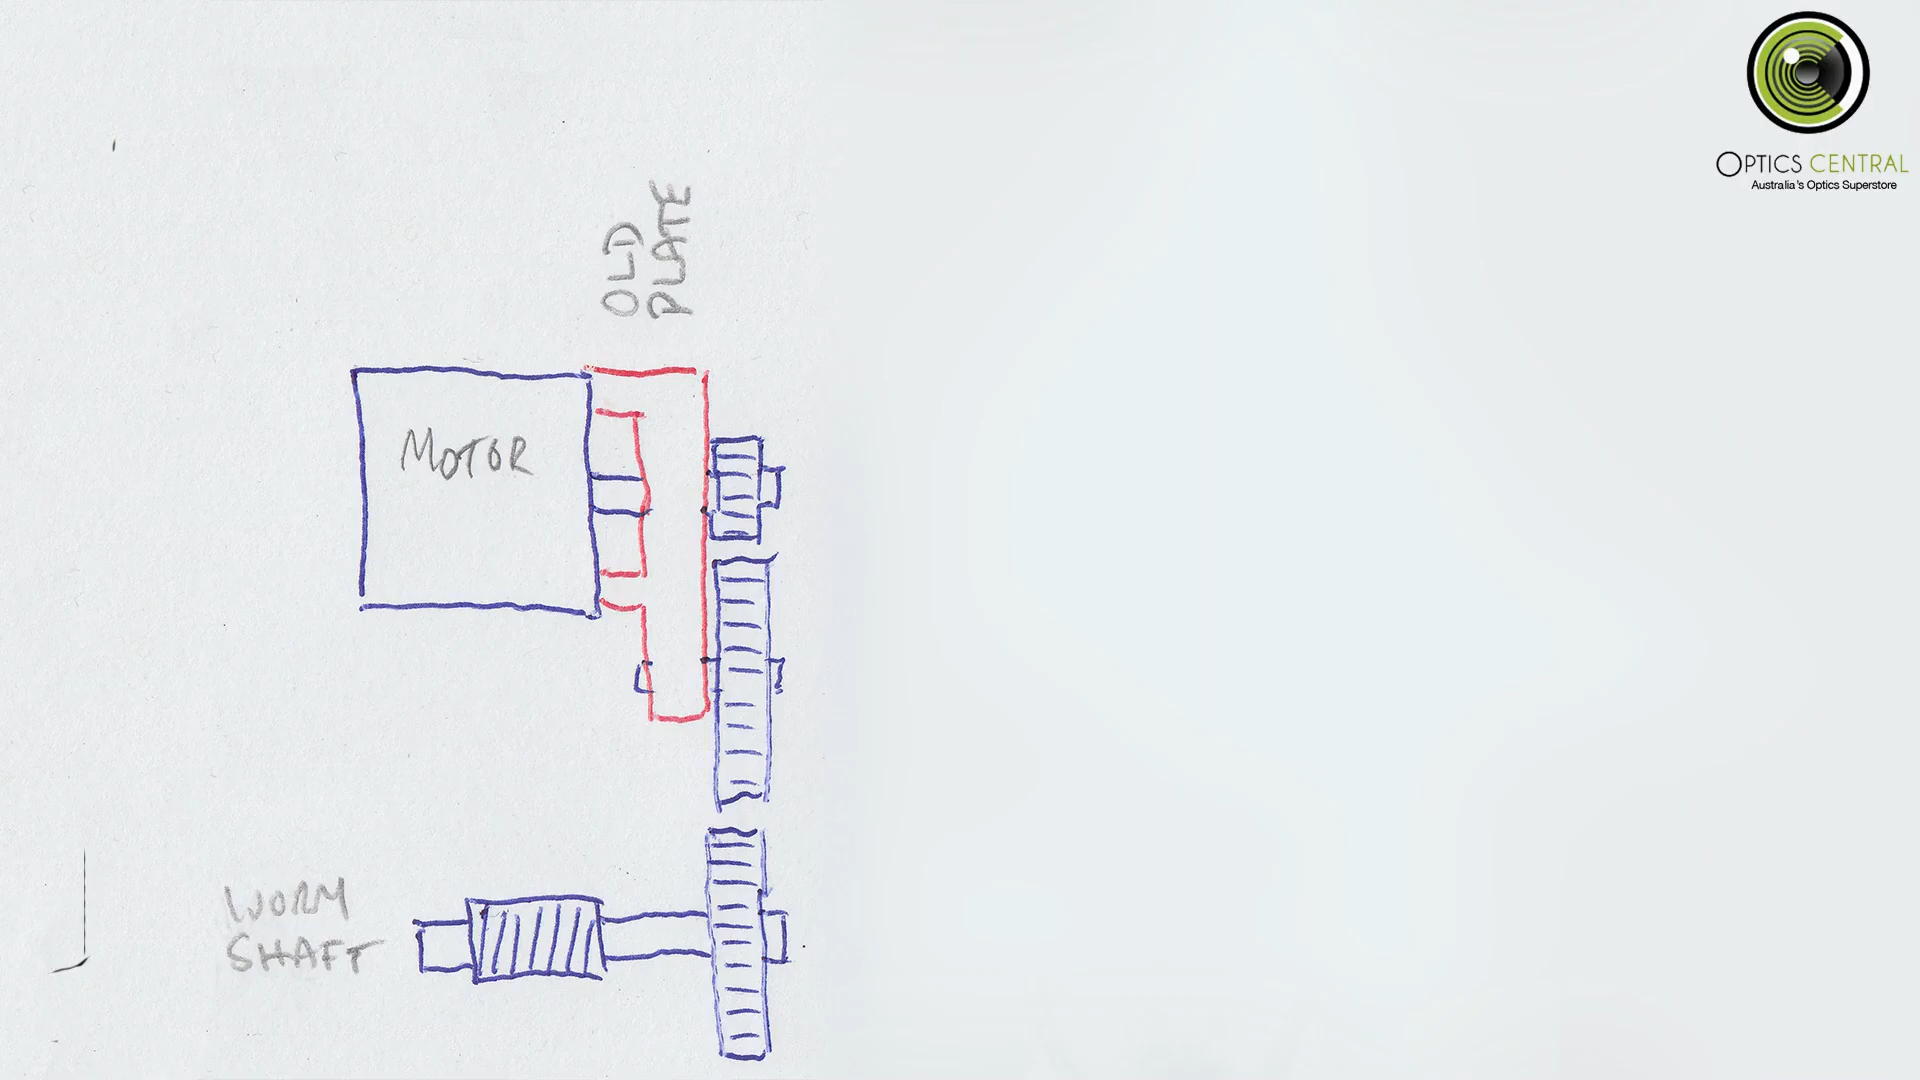 OPTICS CENTRAL
Australia's Optics Superstore
OLD
PLATE
MOTOR
WORM
SHAFT